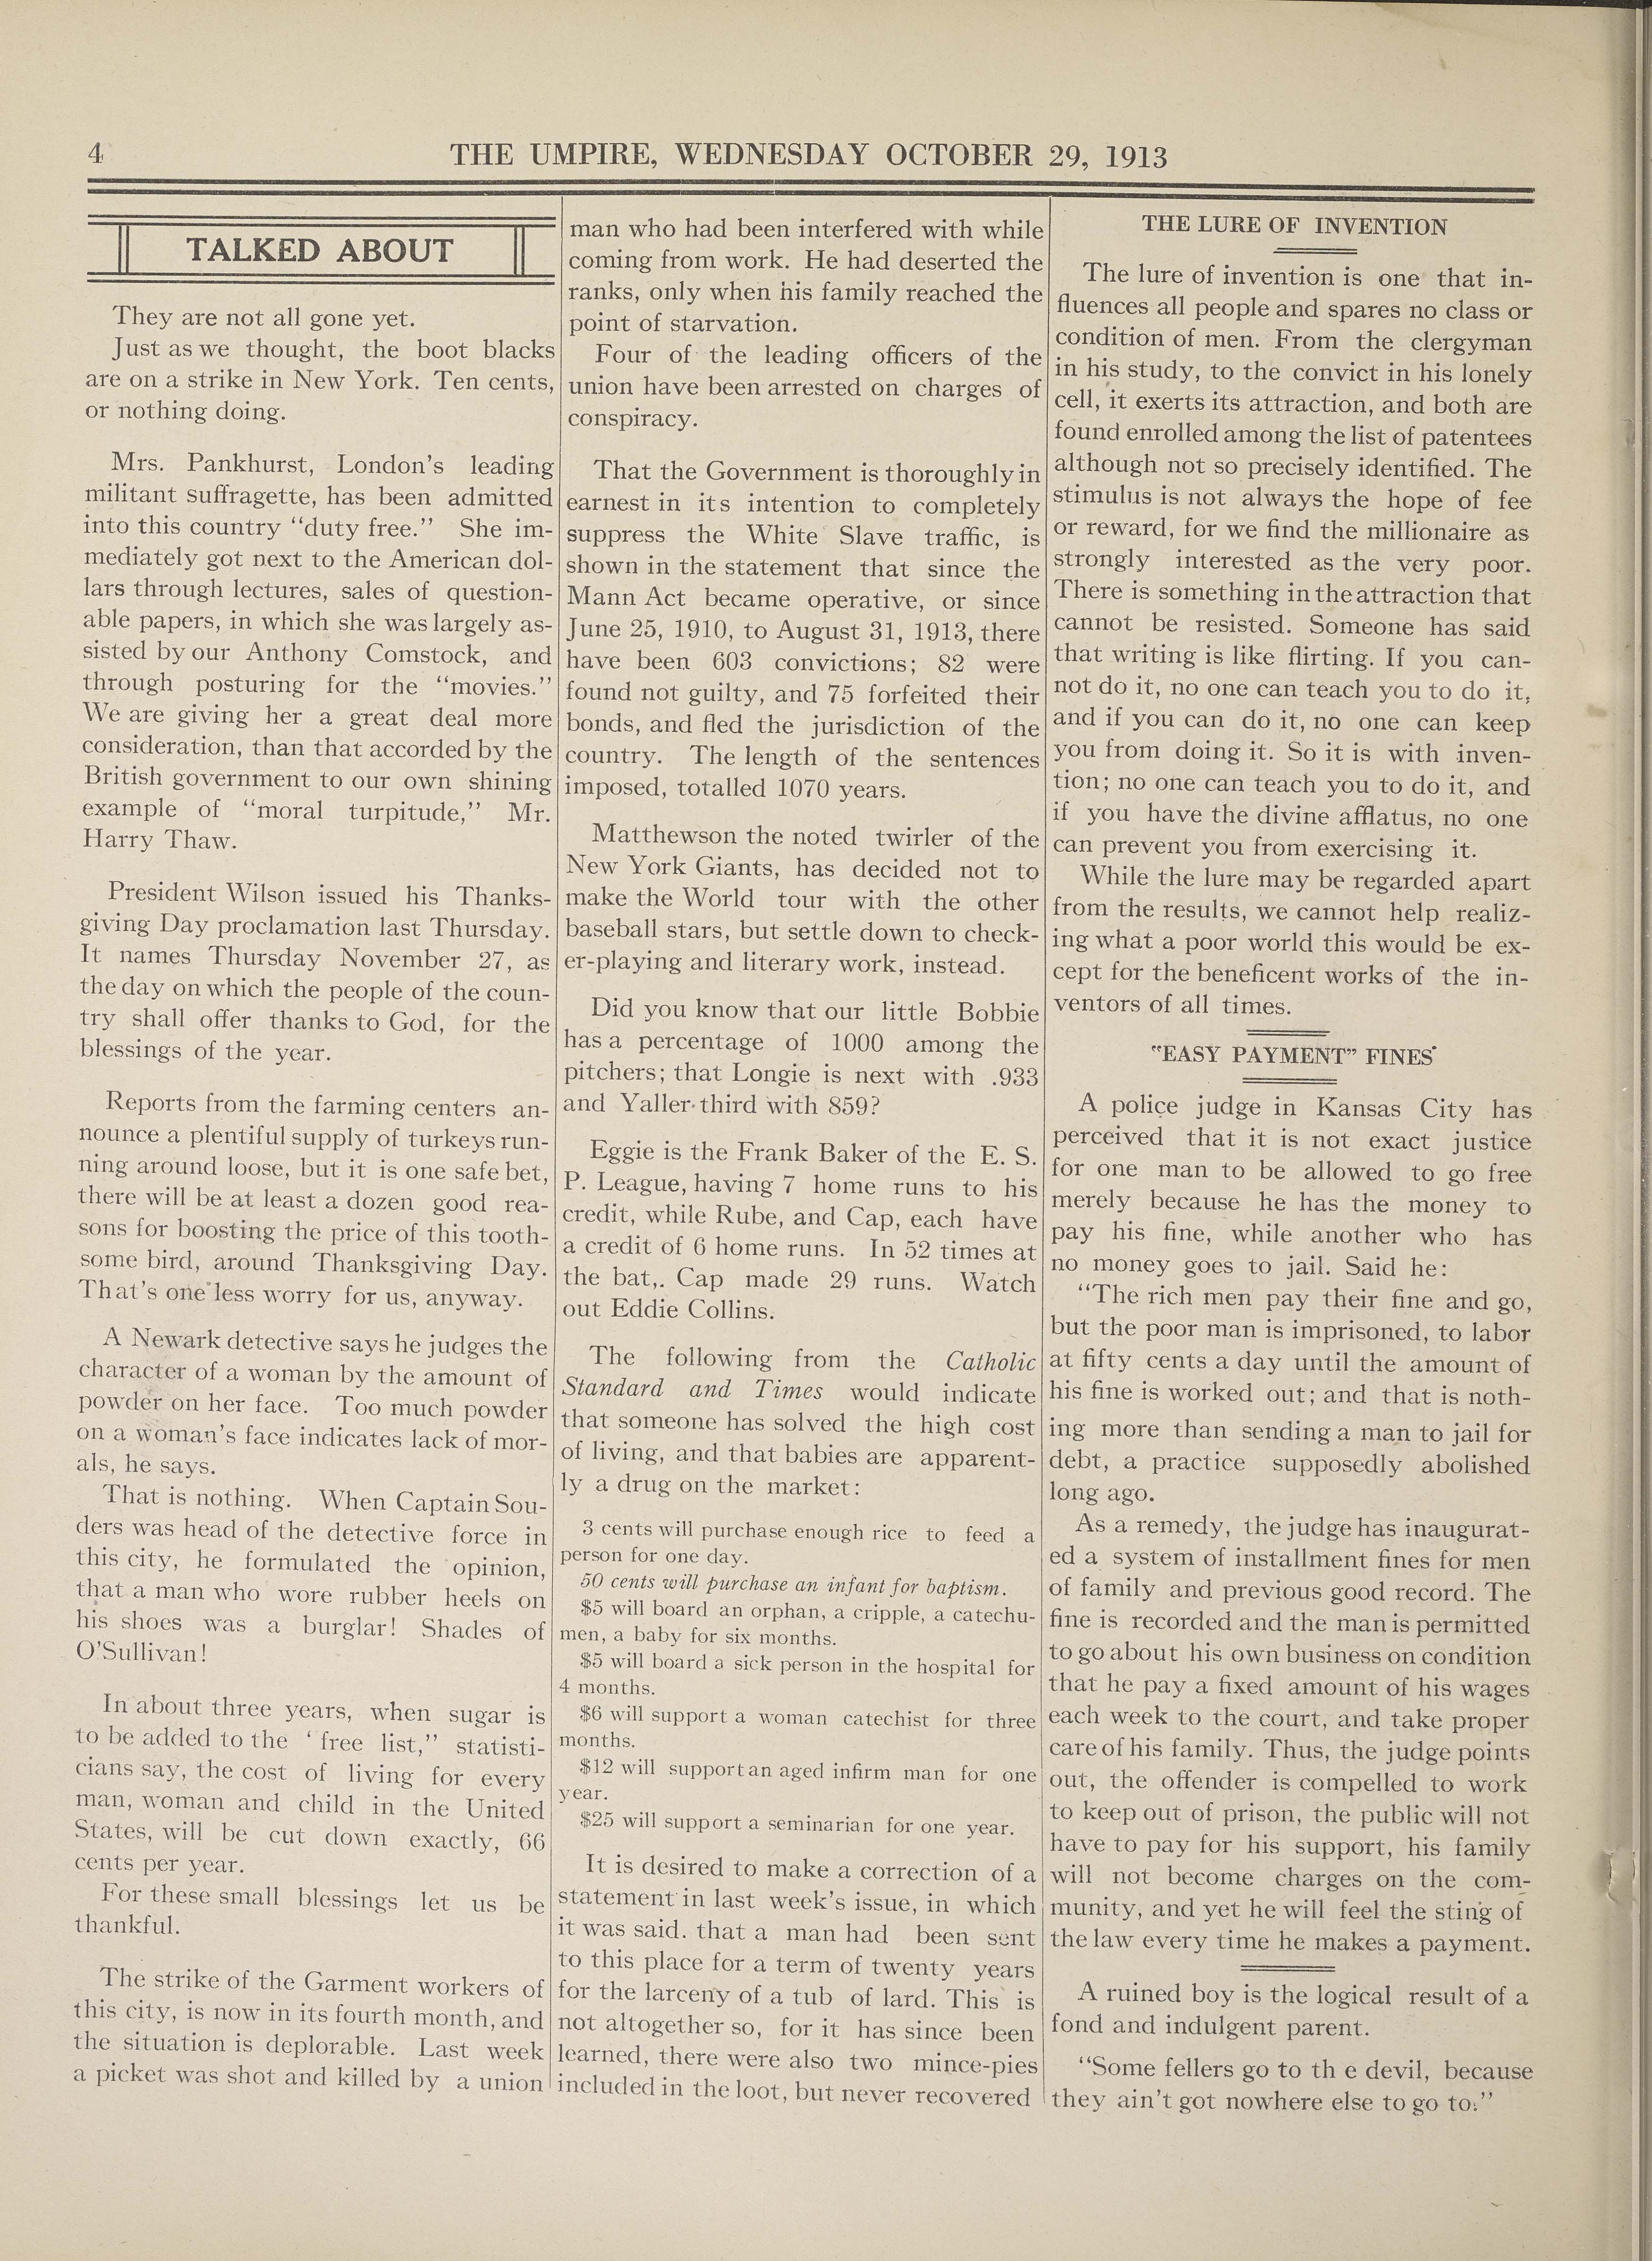 4
THE UMPIRE, WEDNESDAY OCTOBER 29, 1913
TALKED ABOUT
They are not all gone yet.
Just as we thought, the boot blacks
are on a strike in New York. Ten cents,
or nothing doing.
Mrs. Pankhurst, London's leading
militant suffragette, has been admitted
into this country "duty free." She im-
mediately got next to the American dol-
lars through lectures, sales of question-
able papers, in which she was largely as-
sisted by our Anthony Comstock, and
through posturing for the "movies."
We are giving her a great deal more
consideration, than that accorded by the
British government to our own shining
example of "moral turpitude," Mr.
Harry Thaw.
President Wilson issued his Thanks-
giving Day proclamation last Thursday.
It names Thursday November 27, as
the day on which the people of the coun-
try shall offer thanks to God, for the
blessings of the year.
Reports from the farming centers an-
nounce a plentiful supply of turkeys run-
ning around loose, but it is one safe bet,
there will be at least a dozen good rea-
sons for boosting the price of this tooth-
some bird, around Thanksgiving Day.
That's one less worry for us, anyway.
A Newark detective says he judges the
character of a woman by the amount of
powder on her face. Too much powder
on a woman's face indicates lack of mor-
als, he says.
That is nothing. When Captain Sou-
ders was head of the detective force in
this city, he formulated the opinion,
that a man who wore rubber heels on
his shoes was a burglar! Shades of
O'Sullivan!
In about three years, when sugar is
to be added to the 'free list," statisti-
cians say, the cost of living for every
man, woman and child in the United
States, will be cut down exactly, 66
cents per year.
For these small blessings let us be
thankful.
The strike of the Garment workers of
this city, is now in its fourth month, and
the situation is deplorable. Last week
a picket was shot and killed by a union
man who had been interfered with while
coming from work. He had deserted the
ranks, only when his family reached the
point of starvation.
Four of the leading officers of the
union have been arrested on charges of
conspiracy.
That the Government is thoroughly in
earnest in its intention to completely
suppress the White Slave traffic, is
shown in the statement that since the
Mann Act became operative, or since
June 25, 1910, to August 31, 1913, there
have been 603 convictions; 82 were
found not guilty, and 75 forfeited their
bonds, and fled the jurisdiction of the
country. The length of the sentences
imposed, totalled 1070 years.
Matthewson the noted twirler of the
New York Giants, has decided not to
make the World tour with the other
baseball stars, but settle down to check-
er-playing and literary work, instead.
Did you know that our little Bobbie
has a percentage of 1000 among the
pitchers; that Longie is next with .933
and Yaller third with 859?
Eggie is the Frank Baker of the E. S.
P. League, having 7 home runs to his
credit, while Rube, and Cap, each have
a credit of 6 home runs. In 52 times at
the bat,. Cap made 29 runs. Watch
out Eddie Collins.
The following from the Catholic
Standard and Times would indicate
that someone has solved the high cost
of living, and that babies are apparent-
ly a drug on the market:
3 cents will purchase enough rice to feed a
person for one day.
50 cents will purchase an infant for baptism.
$5 will board an orphan, a cripple, a catechu-
men, a baby for six months.
$5 will board a sick person in the hospital for
4 months.
$6 will support a woman catechist for three
months.
$12 will support an aged infirm man for one
year.
$25 will support a seminarian for one year.
It is desired to make a correction of a
statement in last week's issue, in which
it was said. that a man had been sent
to this place for a term of twenty years
for the larceny of a tub of lard. This is
not altogether so, for it has since been
learned, there were also two mince-pies
included in the loot, but never recovered
THE LURE OF INVENTION
The lure of invention is one that in-
fluences all people and spares no class or
condition of men. From the clergyman
in his study, to the convict in his lonely
cell, it exerts its attraction, and both are
found enrolled among the list of patentees
although not so precisely identified. The
stimulus is not always the hope of fee
or reward, for we find the millionaire as
strongly interested as the very poor.
There is something in the attraction that
cannot be resisted. Someone has said
that writing is like flirting. If you can-
not do it, no one can teach you to do it,
and if you can do it, no one can keep
you from doing it. So it is with inven-
tion; no one can teach you to do it, and
if you have the divine afflatus, no one
can prevent you from exercising it.
While the lure may be regarded apart
from the results, we cannot help realiz-
ing what a poor world this would be ex-
cept for the beneficent works of the in-
ventors of all times.
"EASY PAYMENT" FINES
A police judge in Kansas City has
perceived that it is not exact justice
for one man to be allowed to go free
merely because he has the money to
pay his fine, while another who has
no money goes to jail. Said he:
"The rich men pay their fine and go,
but the poor man is imprisoned, to labor
at fifty cents a day until the amount of
his fine is worked out; and that is noth-
ing more than sending a man to jail for
debt, a practice supposedly abolished
long ago.
As a remedy, the judge has inaugurat-
ed a system of installment fines for men
of family and previous good record. The
fine is recorded and the man is permitted
to go about his own business on condition
that he pay a fixed amount of his wages
each week to the court, and take proper
care of his family. Thus, the judge points
out, the offender is compelled to work
to keep out of prison, the public will not
have to pay for his support, his family
will not become charges on the com-
munity, and yet he will feel the sting of
the law every time he makes a payment.
A ruined boy is the logical result of a
fond and indulgent parent.
"Some fellers go to th e devil, because
they ain't got nowhere else to go to."